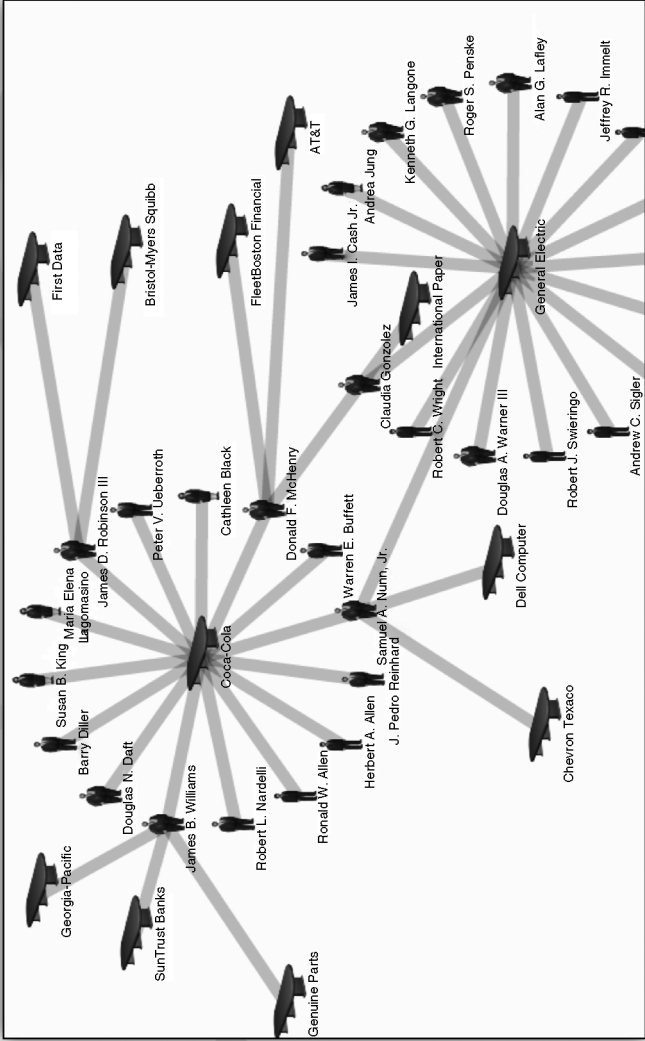 First Data
Bristol-Myers Squibb
FleetBoston Financial
AT&T
Kenneth G. Langone
Roger S. Penske
Alan G. Lafley
Jeffrey R. Immelt
Andrea Jung
James I. Cash Jr.
General Electric
International Paper
Claudia Gonzolez
Robert C. Wright
Douglas A. Warner III
Robert J. Swieringo
Andrew C. Sigler
James D. Robinson III
Peter V. Ueberroth
Cathleen Black
Donald F. McHenry
Warren E. Buffett
Samuel A. Nunn, Jr.
Dell Computer
Maria Elena
Lagomasino
Susan B. King
Coca-Cola
J. Pedro Reinhard
Herbert A. Allen
Chevron Texaco
Barry Diller
Douglas N. Daft
James B. Williams
Robert L. Nardelli
Ronald W. Allen
Georgia-Pacific
SunTrust Banks
Genuine Parts